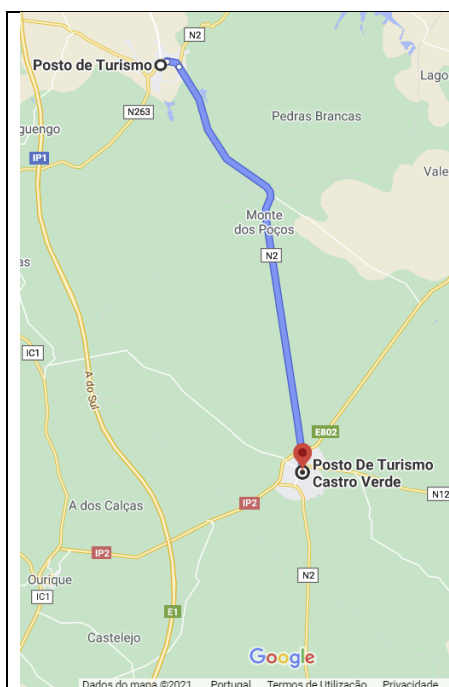 N2
Posto de Turismo
Lago
N263
Pedras Brancas
guengo
IP1
Vale
Monte
dos Poços
N2
as
IC1
A do Sul
E802
Posto De Turismo
Castro Verde
N12
IP2
A dos Calças
IP2
Ourique
N2
IC1
E1
Castelejo
Google
Dados do mapa ©2021 Portugal Termos de Utilização Privacidade